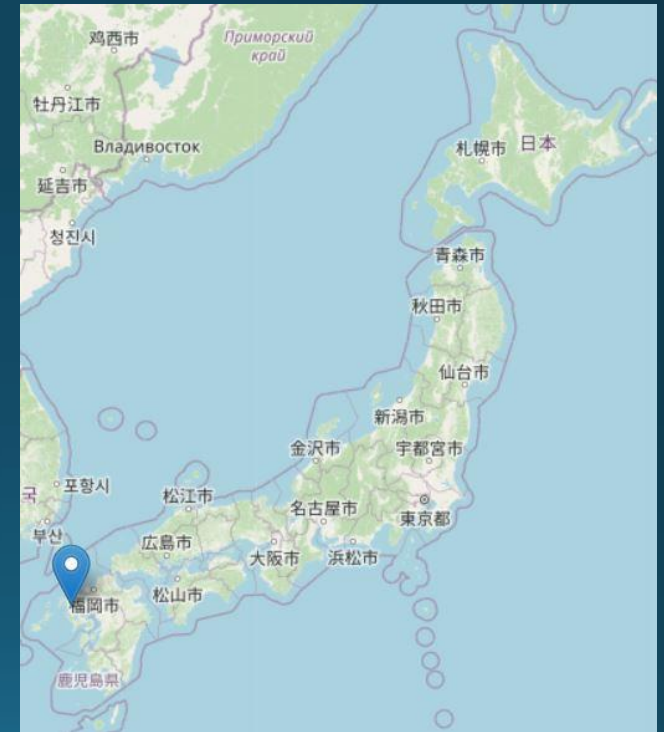 鸡西市
Приморский
край
牡丹江市
Владивосток
札幌市
日本
延吉市
청진시
青森市
秋田市
仙台市
新潟市
金沢市
宇都宮市
포항시
국
松江市
名古屋市
東京都
부산
広島市
大阪市
浜松市
松山市
福岡市
鹿児島県